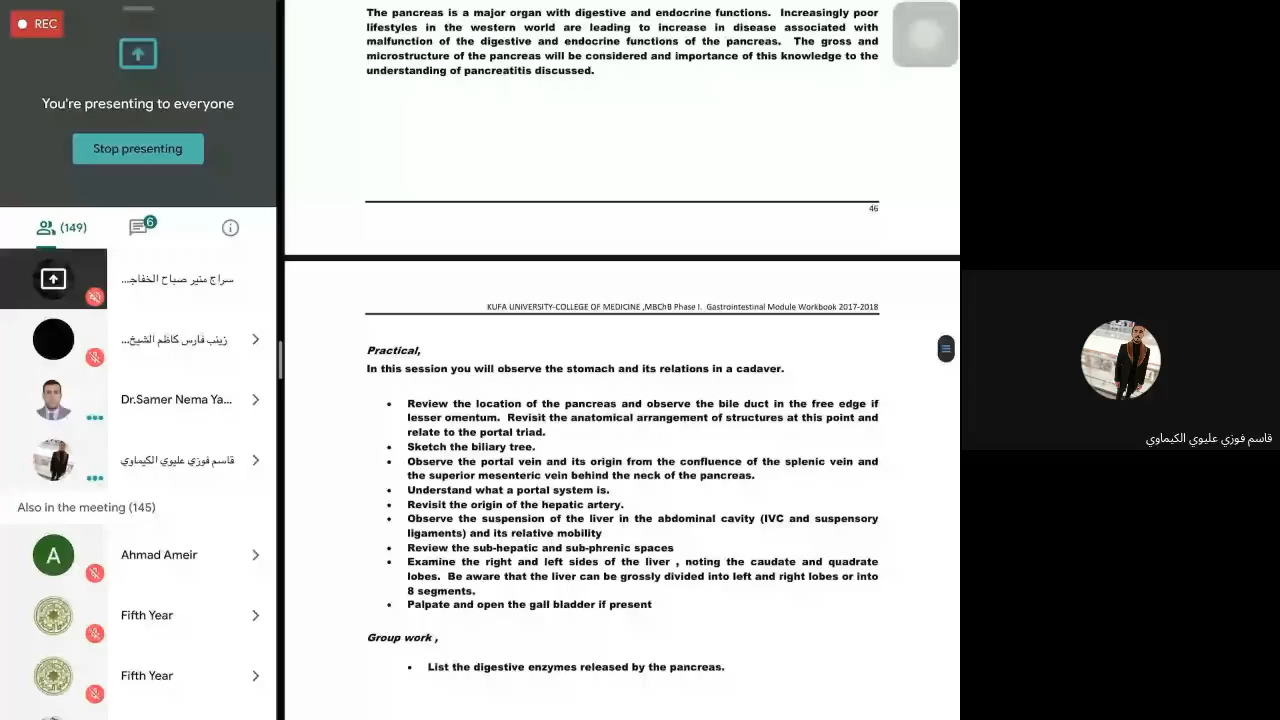 REC
You're presenting to everyone
Stop presenting
(149)
6
سراج منير صباح الخفاجـ...
زينب فارس كاظم الشيخ...
Dr.Samer Nema Ya...
قاسم فوزي عليوي الكيماوي
Also in the meeting (145)
A
Ahmad Ameir
Fifth Year
Fifth Year
The pancreas is a major organ with digestive and endocrine functions. Increasingly poor
lifestyles in the western world are leading to increase in disease associated with
malfunction of the digestive and endocrine functions of the pancreas. The gross and
microstructure of the pancreas will be considered and importance of this knowledge to the
understanding of pancreatitis discussed.
46
KUFA UNIVERSITY-COLLEGE OF MEDICINE ,MBChB Phase I. Gastrointestinal Module Workbook 2017-2018
Practical,
In this session you will observe the stomach and its relations in a cadaver.
• Review the location of the pancreas and observe the bile duct in the free edge if
lesser omentum. Revisit the anatomical arrangement of structures at this point and
relate to the portal triad.
• Sketch the biliary tree.
• Observe the portal vein and its origin from the confluence of the splenic vein and
the superior mesenteric vein behind the neck of the pancreas.
• Understand what a portal system is.
• Revisit the origin of the hepatic artery.
• Observe the suspension of the liver in the abdominal cavity (IVC and suspensory
ligaments) and its relative mobility
• Review the sub-hepatic and sub-phrenic spaces
• Examine the right and left sides of the liver , noting the caudate and quadrate
lobes. Be aware that the liver can be grossly divided into left and right lobes or into
8 segments.
• Palpate and open the gall bladder if present
Group work ,
• List the digestive enzymes released by the pancreas.
قاسم فوزي عليوي الكيماوي